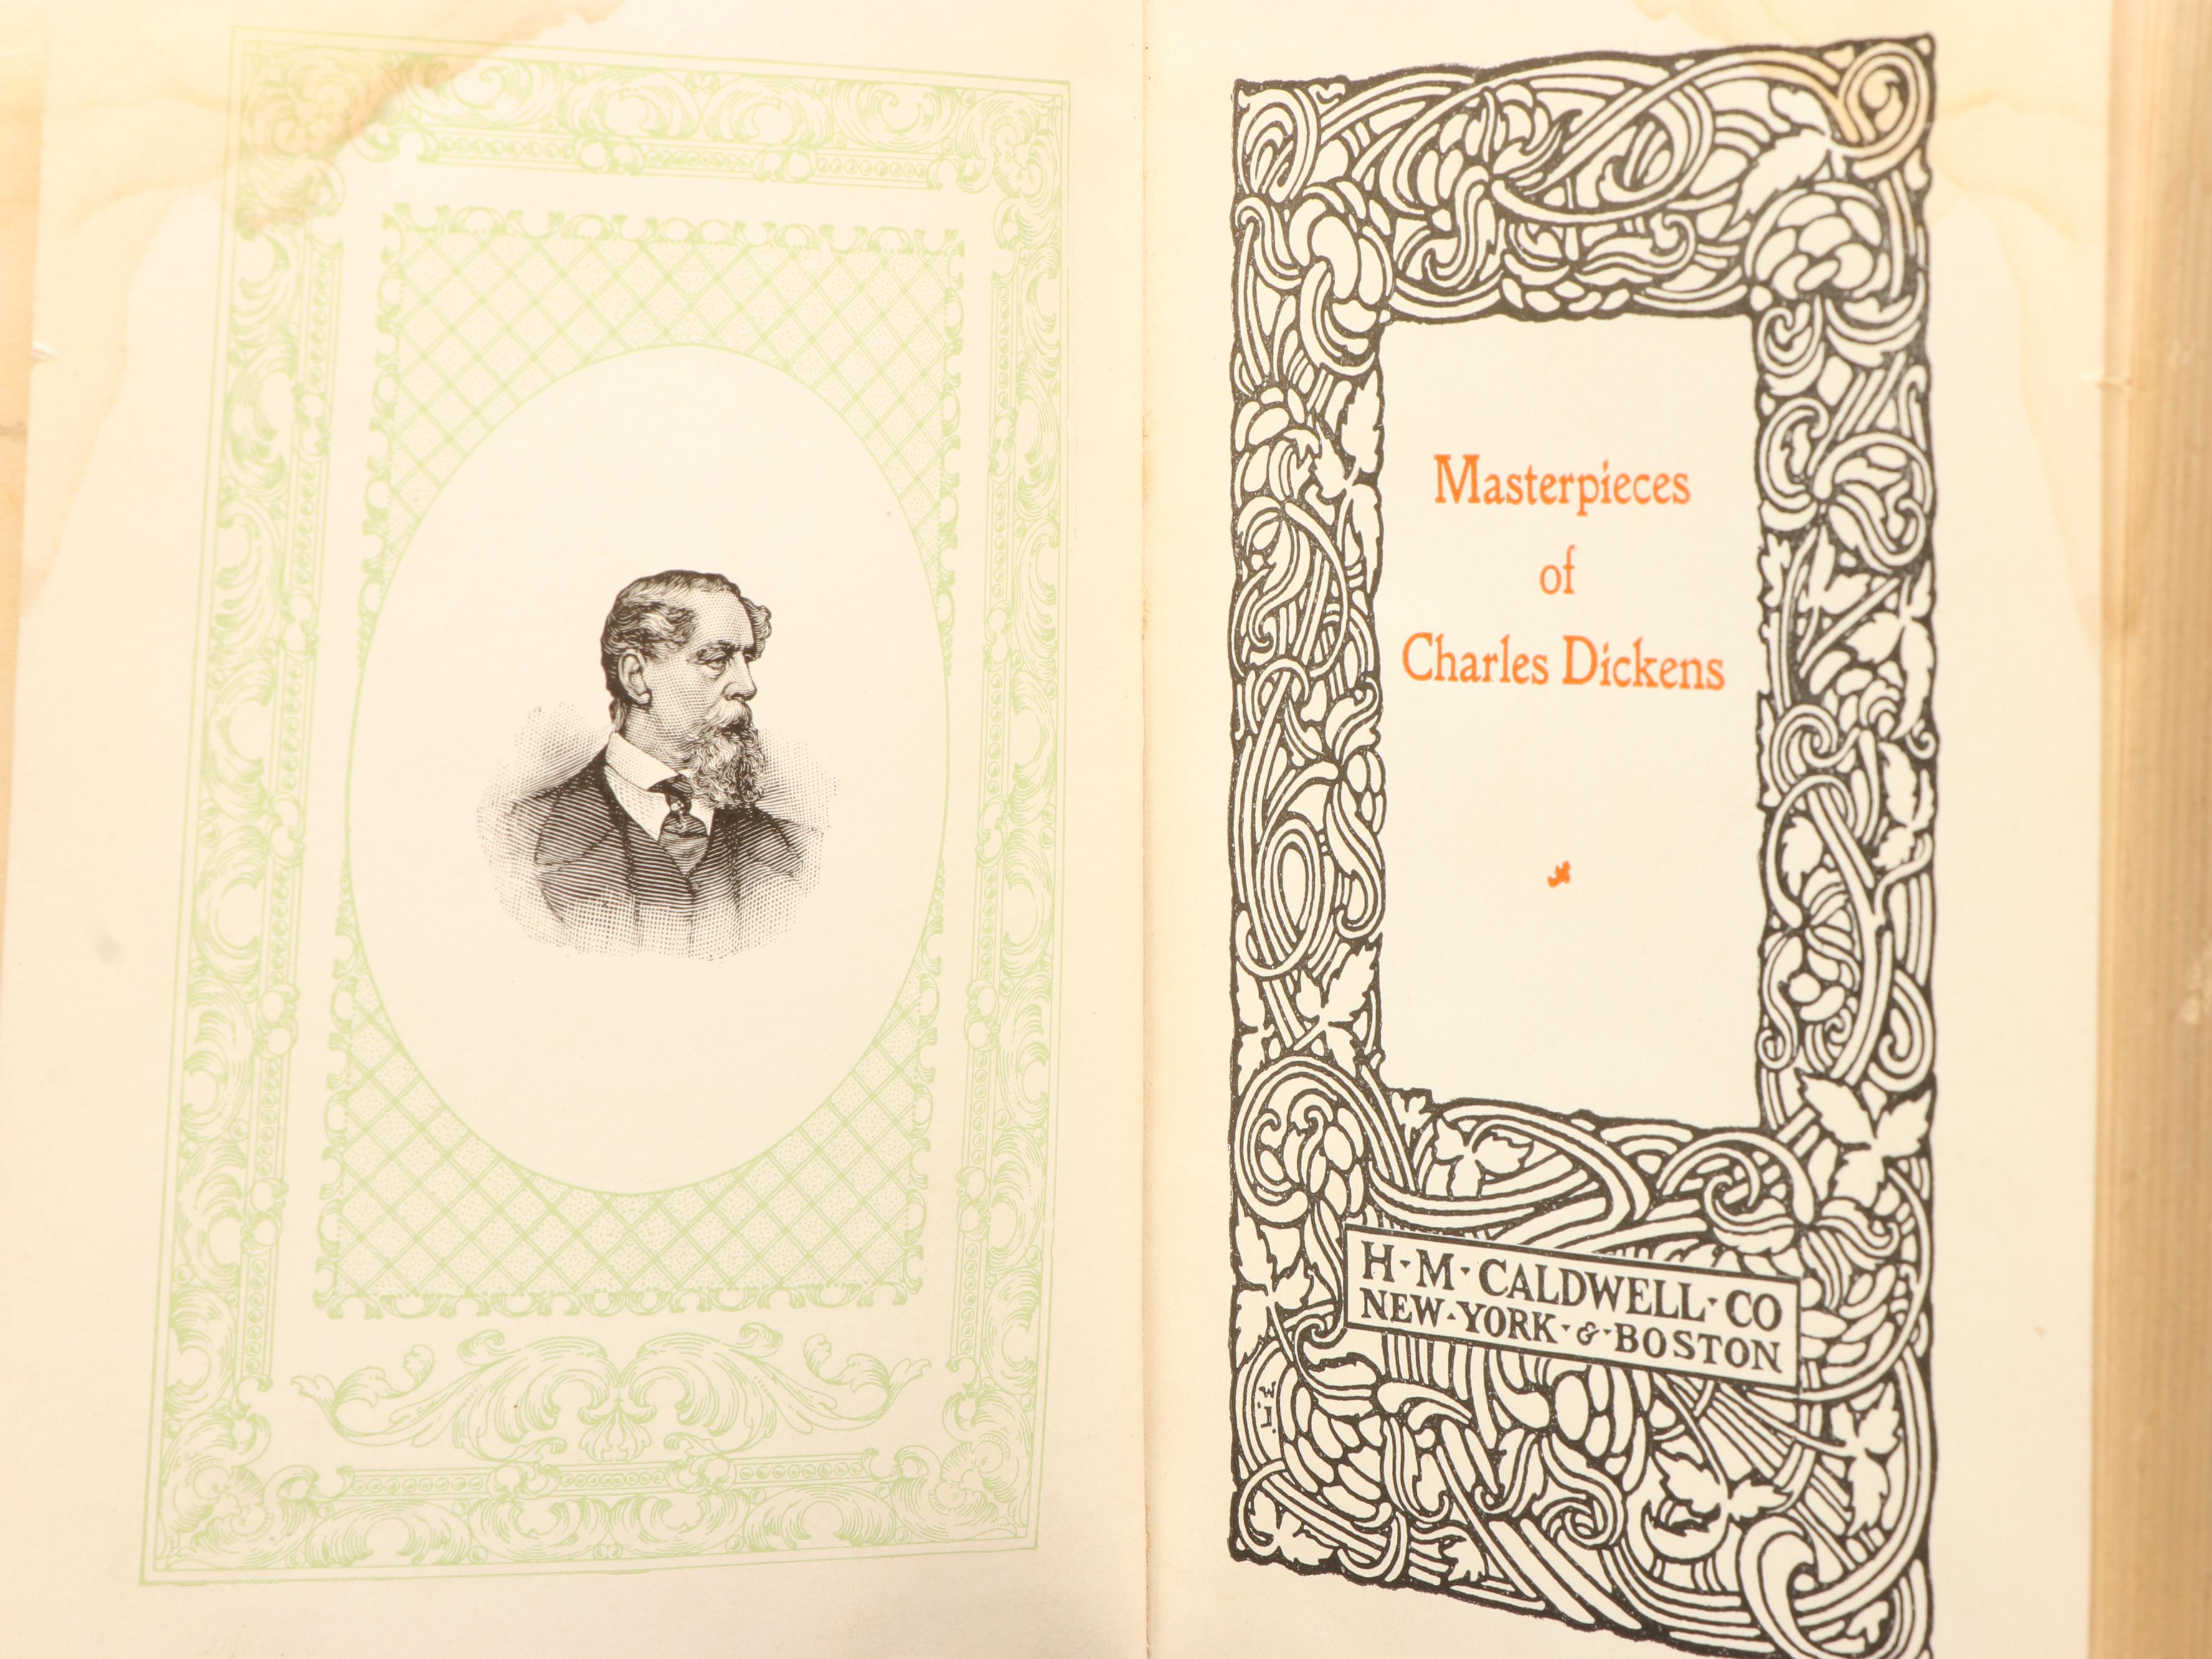 Masterpieces
of
Charles Dickens
H·M·CALDWELL·CO
NEW·YORK·&·BOSTON